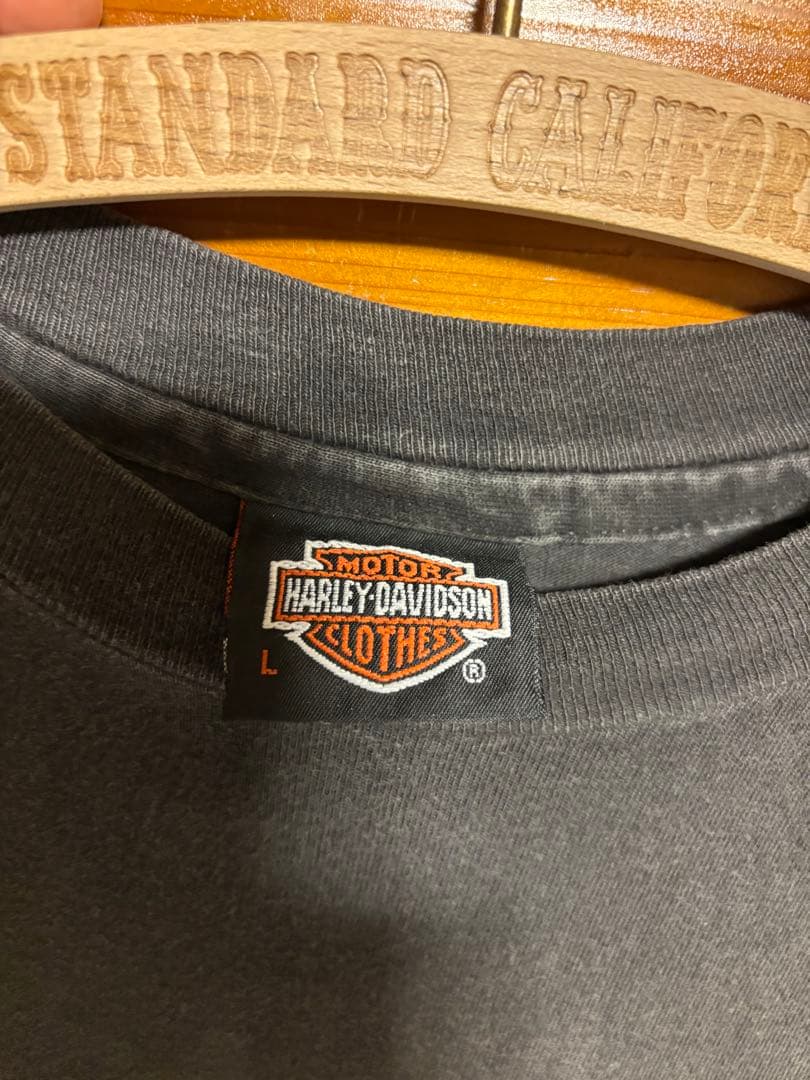 STANDARD CALIFOR
MOTOR
HARLEY-DAVIDSON
CLOTHES
L
®